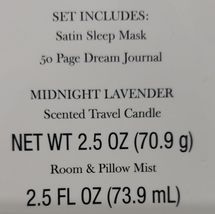 SET INCLUDES:
Satin Sleep Mask
50 Page Dream Journal
MIDNIGHT LAVENDER
Scented Travel Candle
NET WT 2.5 OZ (70.9 g)
Room & Pillow Mist
2.5 FL OZ (73.9 mL)